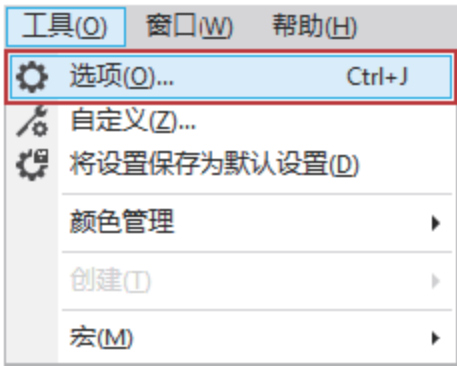 工具(O) 窗口(W) 帮助(H)
选项(O)... Ctrl+J
自定义(Z)...
将设置保存为默认设置(D)
颜色管理
创建(T)
宏(M)